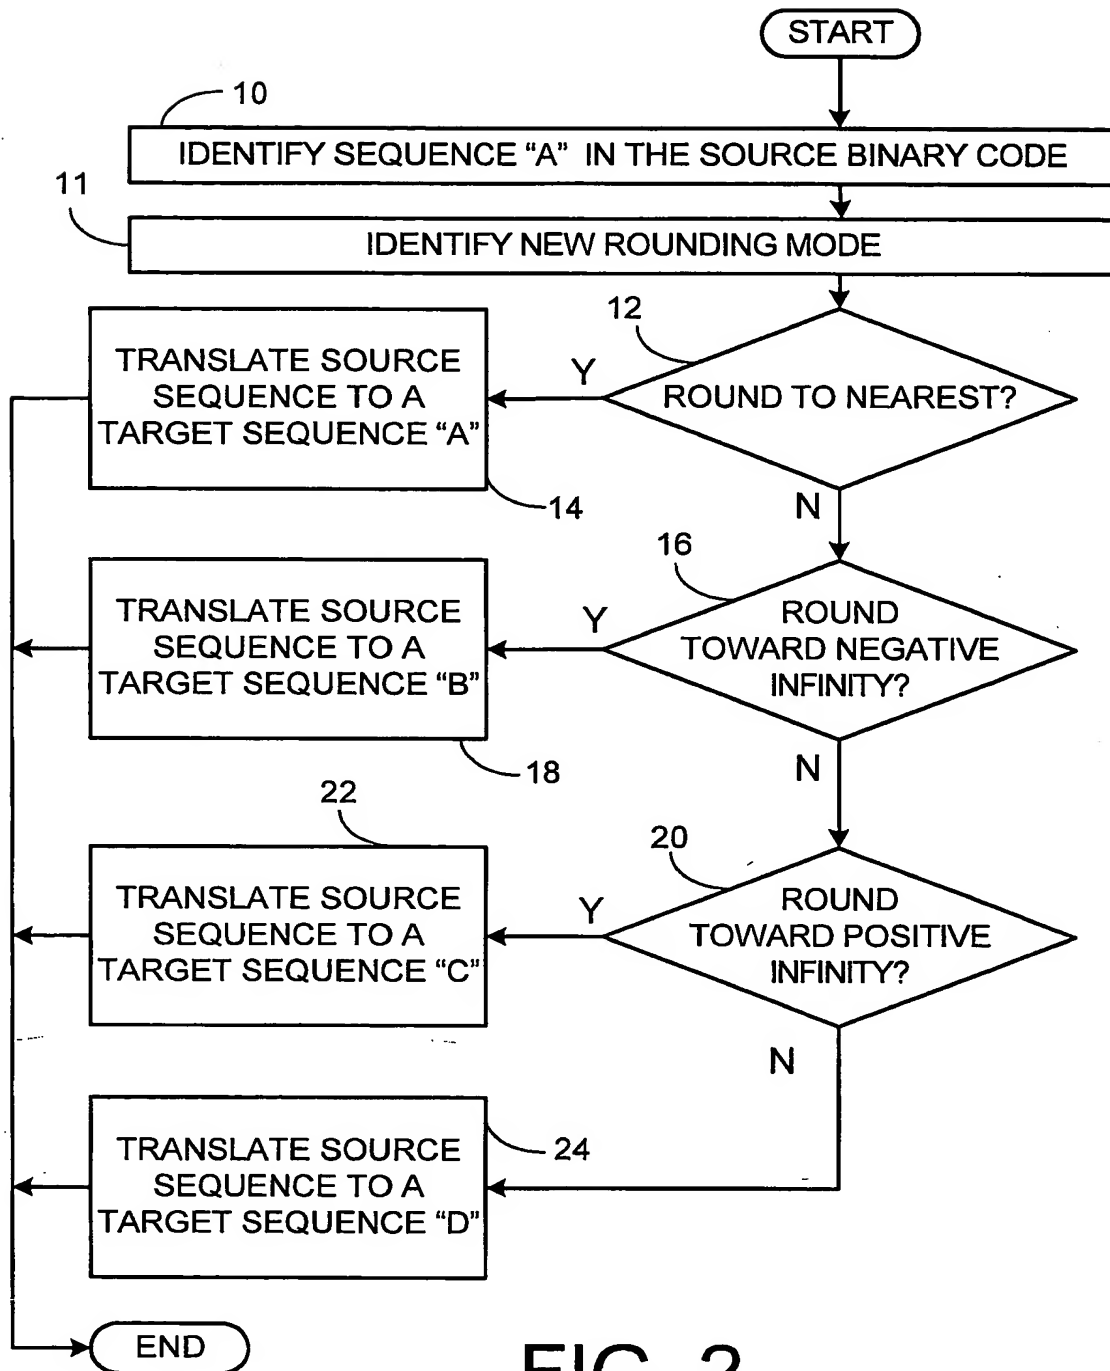 START
10
IDENTIFY SEQUENCE “A” IN THE SOURCE BINARY CODE
11
IDENTIFY NEW ROUNDING MODE
12
TRANSLATE SOURCE
SEQUENCE TO A
TARGET SEQUENCE “A”
Y
ROUND TO NEAREST?
14
N
16
TRANSLATE SOURCE
SEQUENCE TO A
TARGET SEQUENCE “B”
Y
ROUND
TOWARD NEGATIVE
INFINITY?
18
N
22
20
TRANSLATE SOURCE
SEQUENCE TO A
TARGET SEQUENCE “C”
Y
ROUND
TOWARD POSITIVE
INFINITY?
N
TRANSLATE SOURCE
SEQUENCE TO A
TARGET SEQUENCE “D”
24
END
FIG. 2